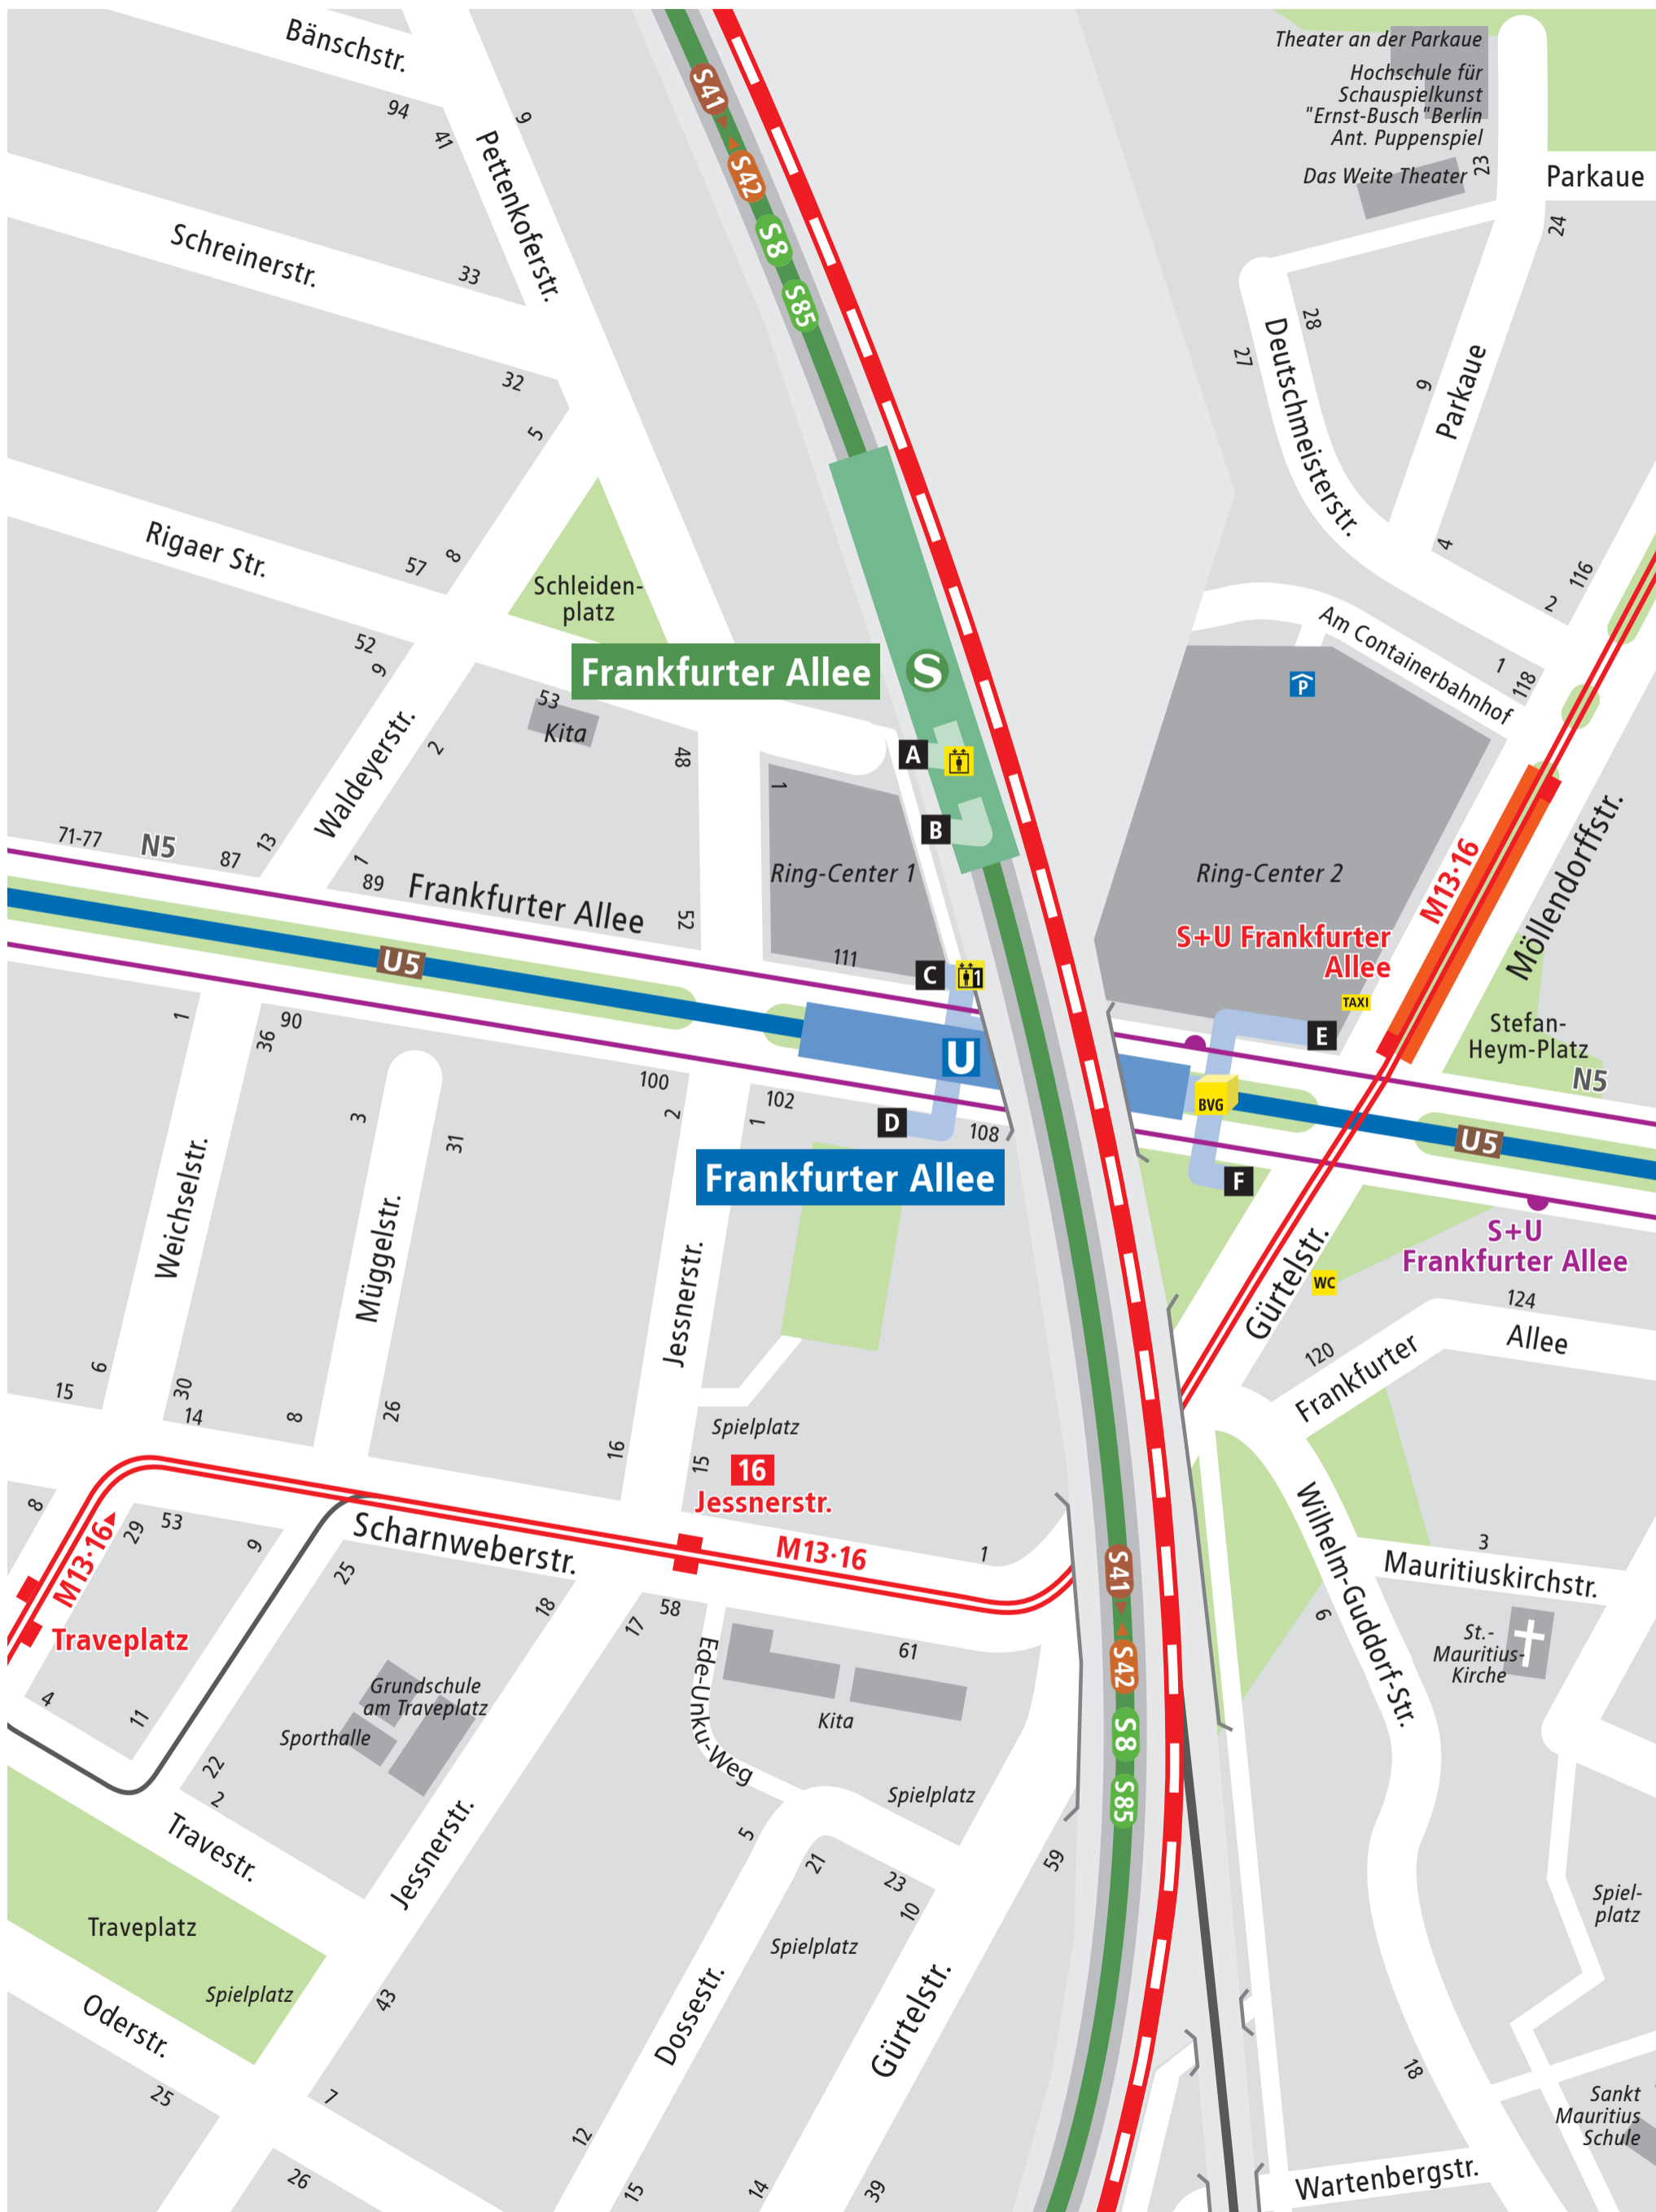 Bänschstr.
94
41
9
Pettenkoferstr.
S41
S42
S8
S85
Theater an der Parkaue
Hochschule für
Schauspielkunst
"Ernst-Busch"Berlin
Ant. Puppenspiel
Das Weite Theater
23
Parkaue
24
Schreinerstr.
33
32
5
28
27
Deutschmeisterstr.
9
Parkaue
4
2
116
Rigaer Str.
57
8
Schleiden-
platz
52
9
Am Containerbahnhof
1
118
Frankfurter Allee
S
P
53
Kita
48
Waldeyerstr.
2
A
1
B
Ring-Center 1
Ring-Center 2
M13·16
Möllendorffstr.
71-77
N5
87
13
1
89
Frankfurter Allee
52
111
C
1
S+U Frankfurter
Allee
TAXI
E
Stefan-
Heym-Platz
N5
U5
U
BVG
U5
1
36
90
100
2
102
1
D
108
F
Frankfurter Allee
3
31
Weichselstr.
Müggelstr.
Jessnerstr.
Gürtelstr.
S+U
Frankfurter Allee
WC
124
Allee
120
Frankfurter
15
6
30
14
8
26
16
15
Spielplatz
16
Jessnerstr.
8
M13·16
29
53
9
25
Scharnweberstr.
M13·16
1
Wilhelm-Guddorf-Str.
3
Mauritiuskirchstr.
6
St.-
Mauritius-
Kirche
Traveplatz
18
17
58
Ede-Unku-Weg
61
Kita
S41
S42
S8
S85
4
11
Grundschule
am Traveplatz
Sporthalle
22
2
Travestr.
Jessnerstr.
Spielplatz
5
21
23
10
59
Traveplatz
Spielplatz
Spielplatz
Spiel-
platz
Oderstr.
43
Dossestr.
Gürtelstr.
25
7
26
12
15
14
39
18
Sankt
Mauritius
Schule
Wartenbergstr.